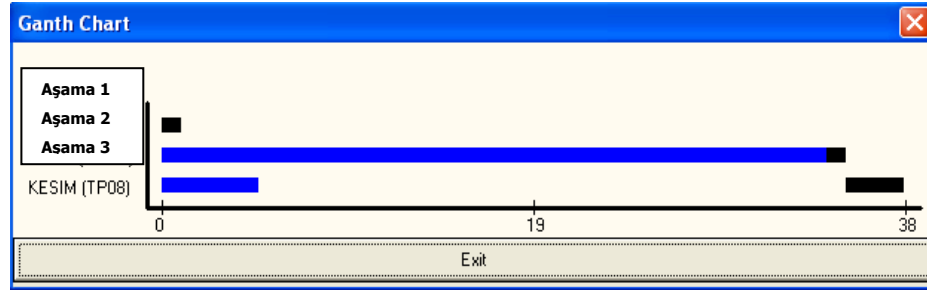 Ganth Chart
Aşama 1
Aşama 2
Aşama 3
KESIM (TP08)
0 19 38
Exit